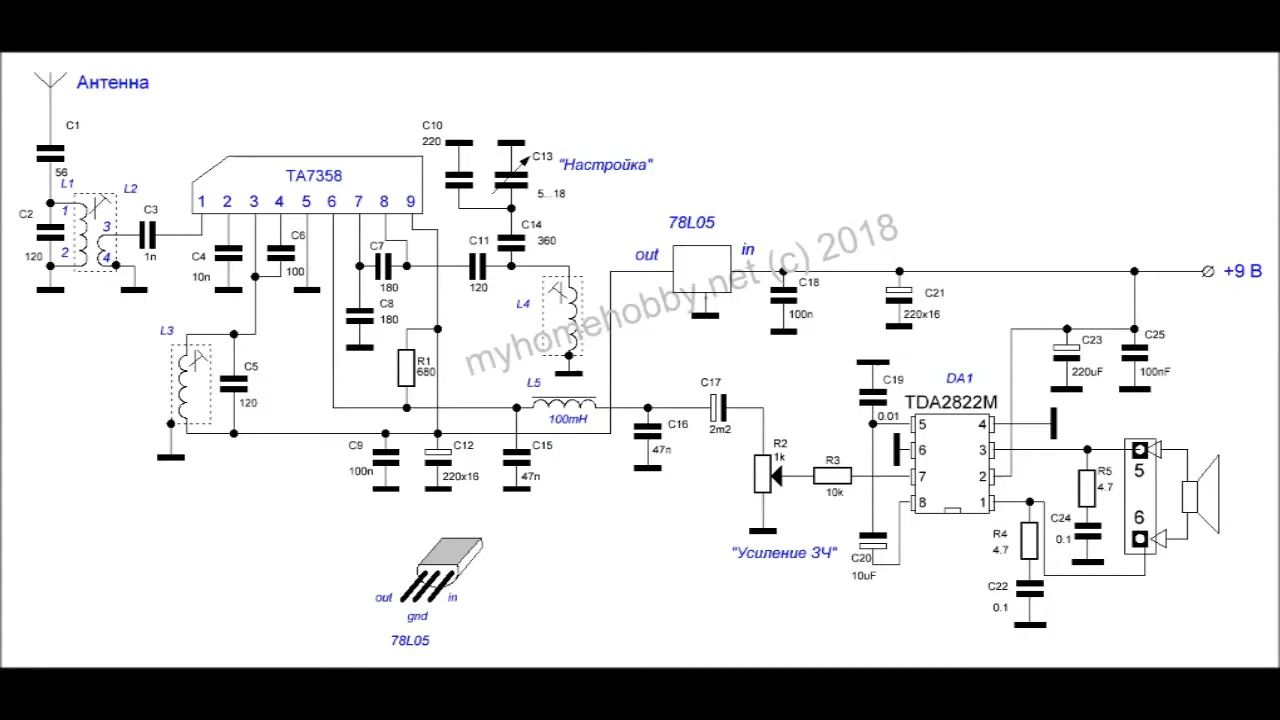 Антенна
C1
56
L1
L2
1
2
3
4
C2
120
C3
1n
TA7358
1 2 3 4 5 6 7 8 9
C4
10n
C6
100
C7
180
C8
180
C10
220
C13
"Настройка"
5...18
C14
360
C11
120
L4
78L05
out
in
+9 В
C18
100n
C21
220x16
C23
220uF
C25
100nF
myhomehobby.net (c) 2018
L3
C5
120
R1
680
L5
100mH
C9
100n
C12
220x16
C15
47n
C16
47n
C17
2m2
R2
1k
R3
10k
"Усиление ЗЧ"
C19
0.01
DA1
TDA2822M
5 4
6 3
7 2
8 1
C20
10uF
R5
4.7
C24
0.1
R4
4.7
C22
0.1
5
6
out
in
gnd
78L05